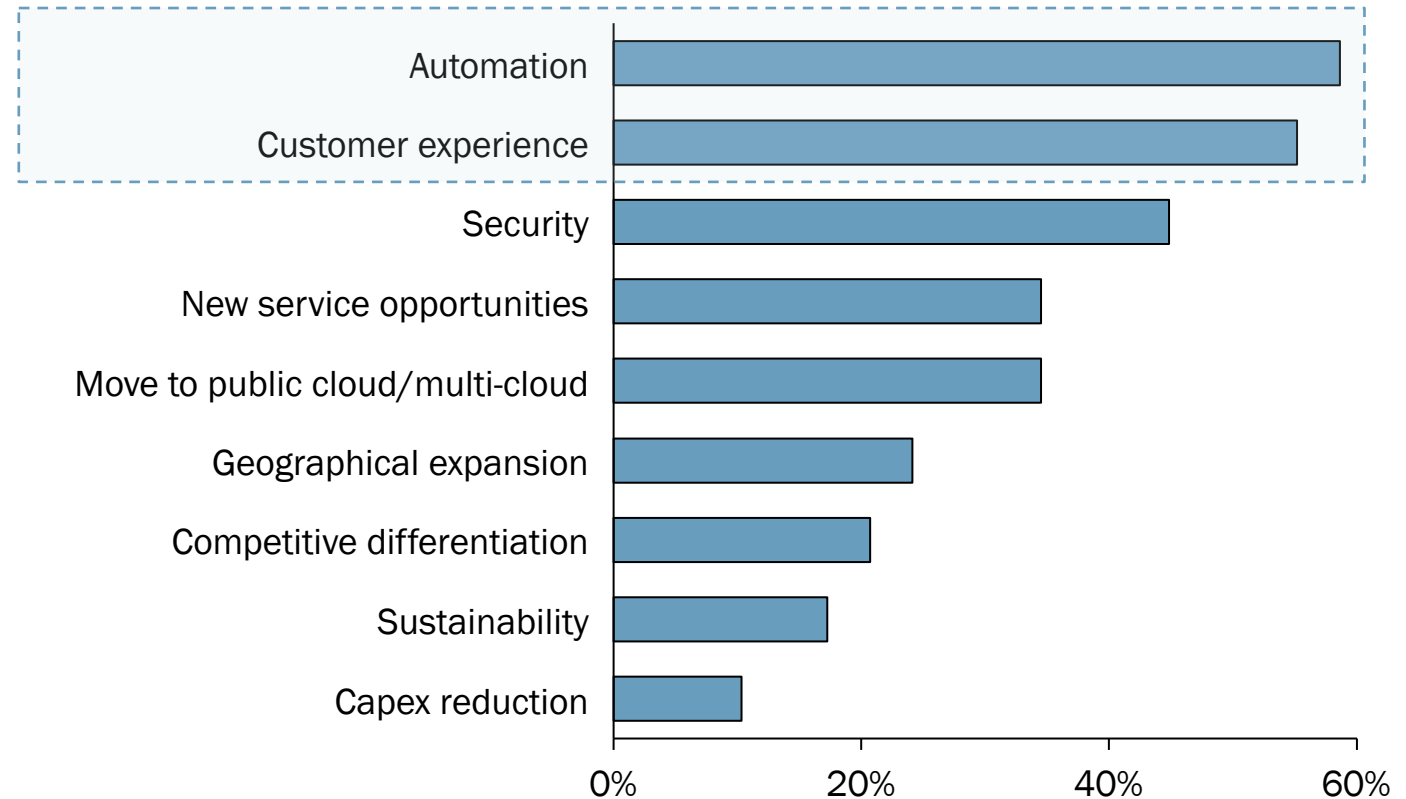 Automation
Customer experience
Security
New service opportunities
Move to public cloud/multi-cloud
Geographical expansion
Competitive differentiation
Sustainability
Capex reduction
0% 20% 40% 60%